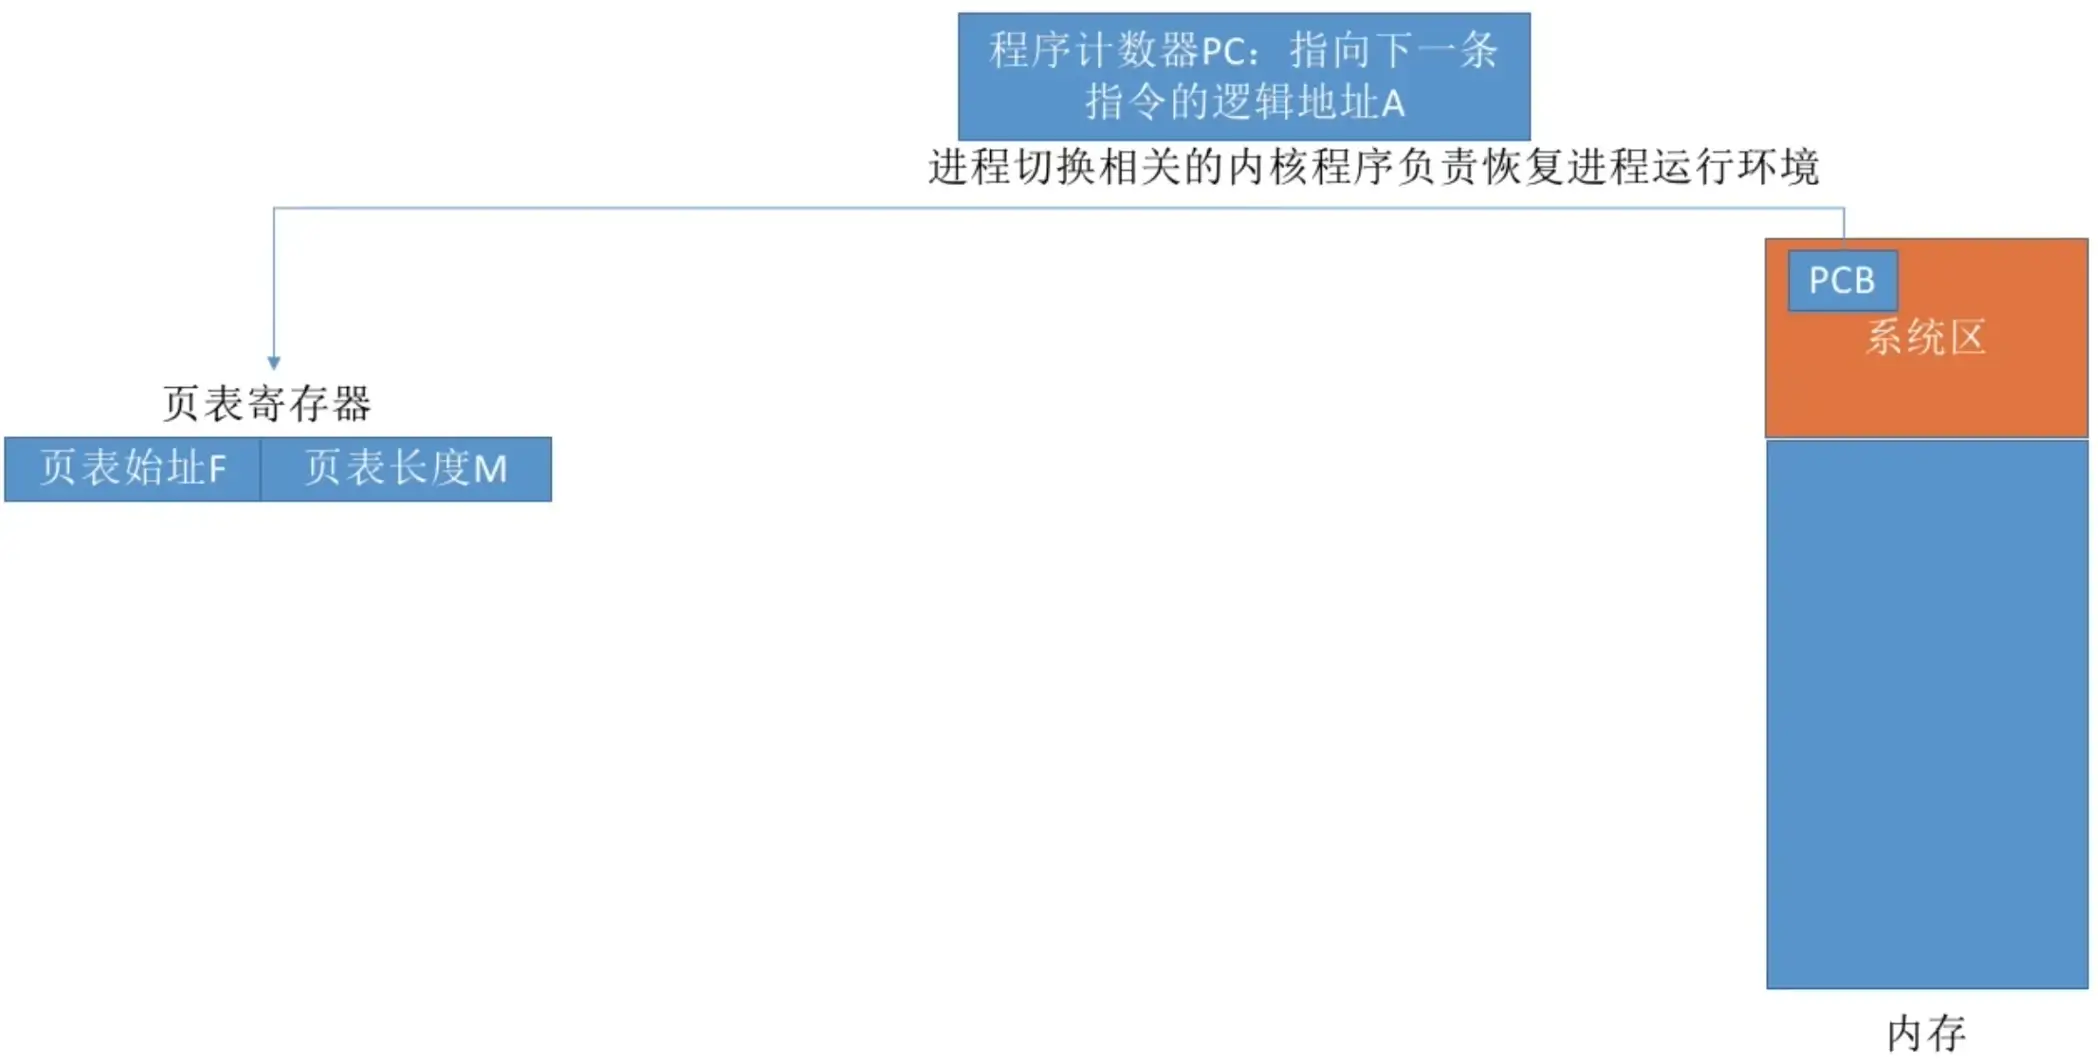 程序计数器PC：指向下一条
指令的逻辑地址A
进程切换相关的内核程序负责恢复进程运行环境
PCB
系统区
页表寄存器
页表始址F
页表长度M
内存